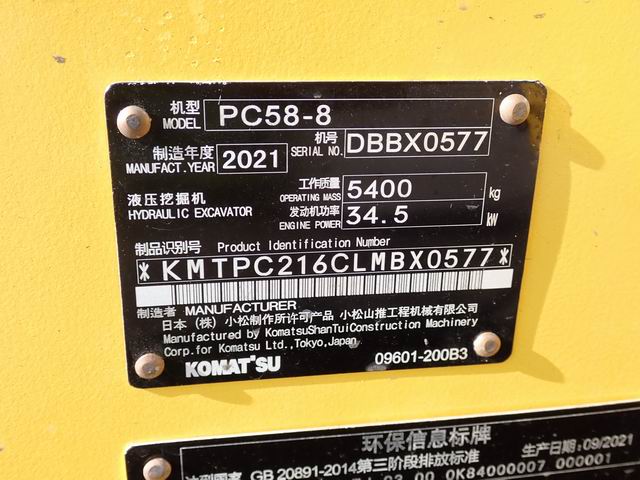 机型 MODEL PC58-8
机号 SERIAL NO. DBBX0577
制造年度 MANUFACT.YEAR 2021
工作质量 OPERATING MASS 5400 kg
液压挖掘机 HYDRAULIC EXCAVATOR
发动机功率 ENGINE POWER 34.5 kW
制品识别号 Product Identification Number
*KMTPC216CLMBX0577*
制造者 MANUFACTURER
日本（株）小松制作所许可产品 小松山推工程机械有限公司
Manufactured by KomatsuShanTuiConstruction Machinery
Corp.for Komatsu Ltd.,Tokyo,Japan
KOMATSU 09601-200B3
环保信息标牌
生产日期:09/2021
GB 20891-2014第三阶段排放标准
0K84000007 000001